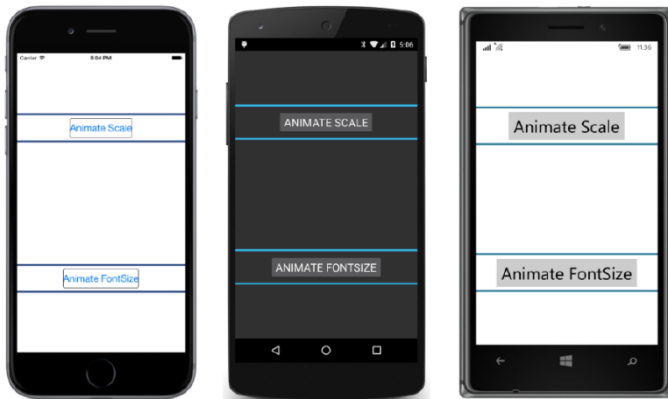 Carrier 5:04 PM
Animate Scale
Animate FontSize
5:06
ANIMATE SCALE
ANIMATE FONTSIZE
11:36
Animate Scale
Animate FontSize